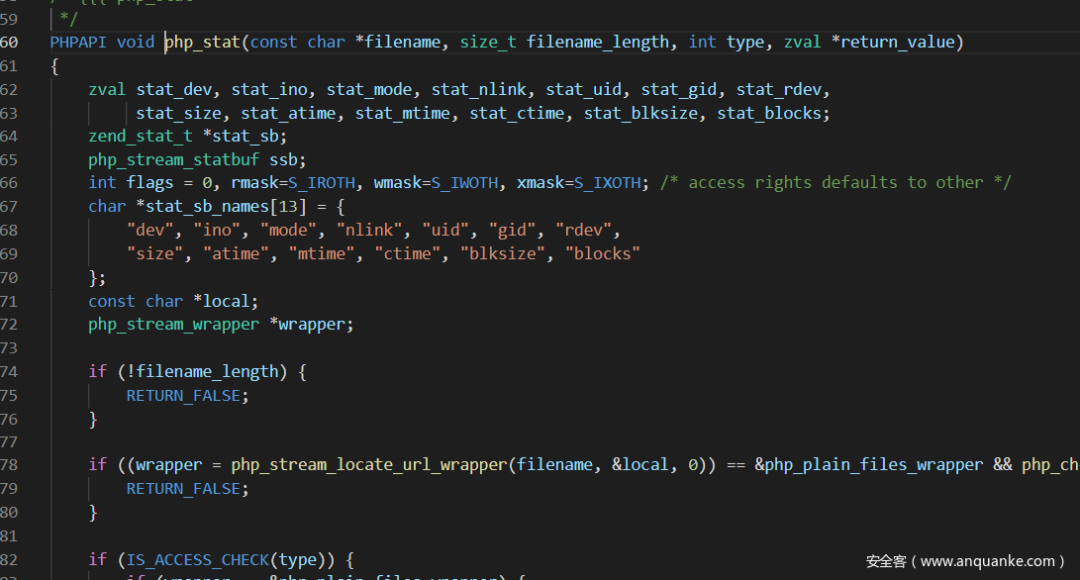 59 */
60 PHPAPI void php_stat(const char *filename, size_t filename_length, int type, zval *return_value)
61 {
62 zval stat_dev, stat_ino, stat_mode, stat_nlink, stat_uid, stat_gid, stat_rdev,
63 stat_size, stat_atime, stat_mtime, stat_ctime, stat_blksize, stat_blocks;
64 zend_stat_t *stat_sb;
65 php_stream_statbuf ssb;
66 int flags = 0, rmask=S_IROTH, wmask=S_IWOTH, xmask=S_IXOTH; /* access rights defaults to other */
67 char *stat_sb_names[13] = {
68 "dev", "ino", "mode", "nlink", "uid", "gid", "rdev",
69 "size", "atime", "mtime", "ctime", "blksize", "blocks"
70 };
71 const char *local;
72 php_stream_wrapper *wrapper;
73
74 if (!filename_length) {
75 RETURN_FALSE;
76 }
77
78 if ((wrapper = php_stream_locate_url_wrapper(filename, &local, 0)) == &php_plain_files_wrapper && php_ch
79 RETURN_FALSE;
80 }
81
82 if (IS_ACCESS_CHECK(type)) {
安全客（www.anquanke.com）